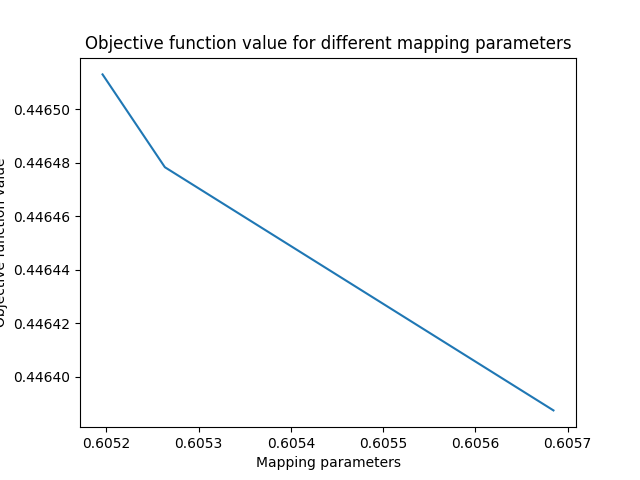 Objective function value for different mapping parameters
Objective function value
0.44650
0.44648
0.44646
0.44644
0.44642
0.44640
0.6052 0.6053 0.6054 0.6055 0.6056 0.6057
Mapping parameters